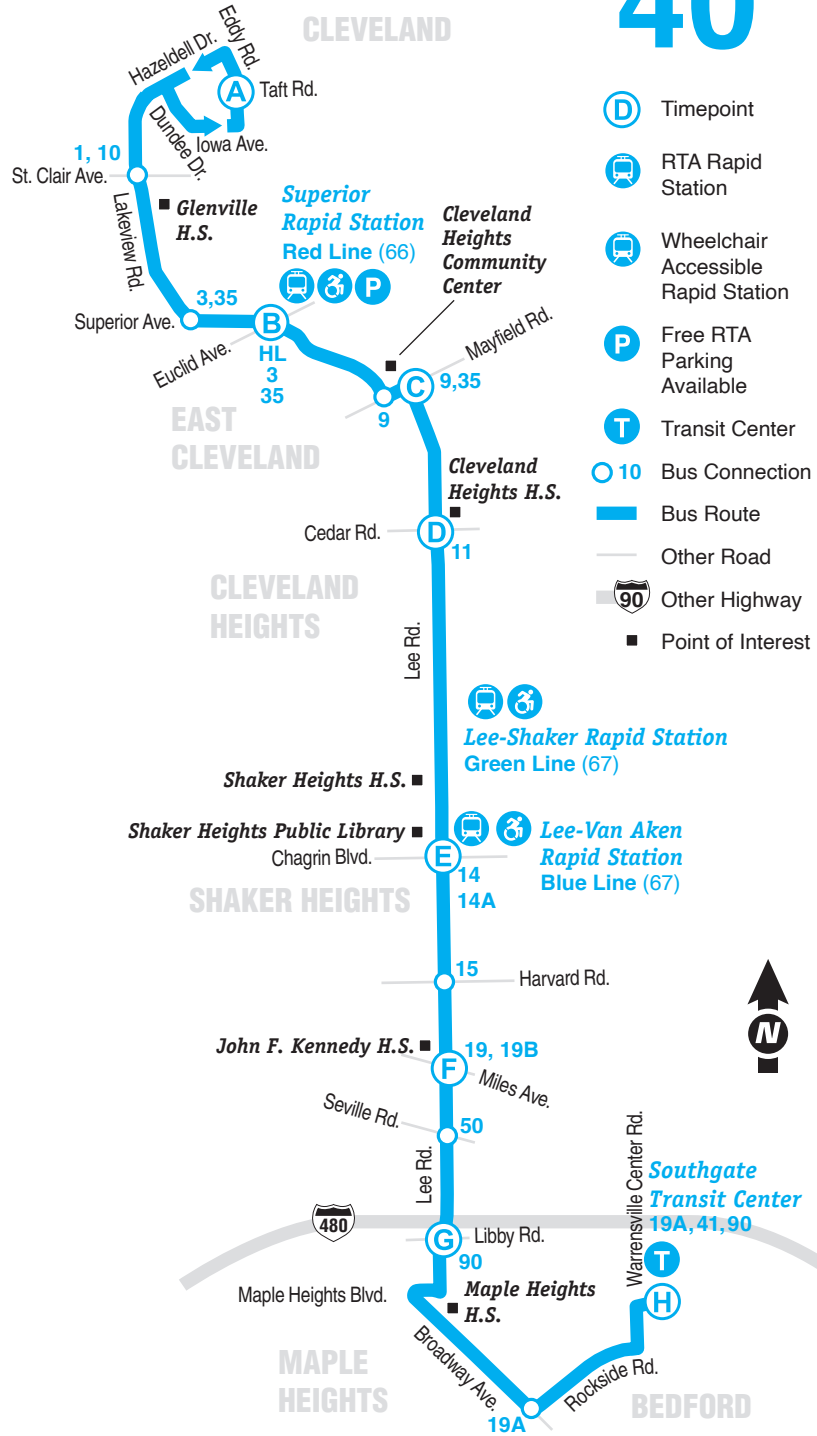 40
CLEVELAND
Eddy Rd.
Hazeldell Dr.
A
Taft Rd.
Dundee Dr.
Iowa Ave.
1, 10
St. Clair Ave.
Lakeview Rd.
Glenville
H.S.
Superior
Rapid Station
Red Line (66)
P
Cleveland
Heights
Community
Center
3,35
Superior Ave.
B
Euclid Ave.
HL
3
35
Mayfield Rd.
C
9,35
9
EAST
CLEVELAND
Cleveland
Heights H.S.
Cedar Rd.
D
11
CLEVELAND
HEIGHTS
Lee Rd.
Lee-Shaker Rapid Station
Green Line (67)
Shaker Heights H.S.
Shaker Heights Public Library
Chagrin Blvd.
E
14
14A
Lee-Van Aken
Rapid Station
Blue Line (67)
SHAKER HEIGHTS
15
Harvard Rd.
John F. Kennedy H.S.
19, 19B
F
Miles Ave.
Seville Rd.
50
Lee Rd.
Warrensville Center Rd.
Southgate
Transit Center
19A, 41, 90
T
H
480
G
Libby Rd.
90
Maple Heights Blvd.
Maple Heights
H.S.
Broadway Ave.
Rockside Rd.
19A
MAPLE
HEIGHTS
BEDFORD
N
D
Timepoint
RTA Rapid
Station
Wheelchair
Accessible
Rapid Station
P
Free RTA
Parking
Available
T
Transit Center
10
Bus Connection
Bus Route
Other Road
90
Other Highway
Point of Interest